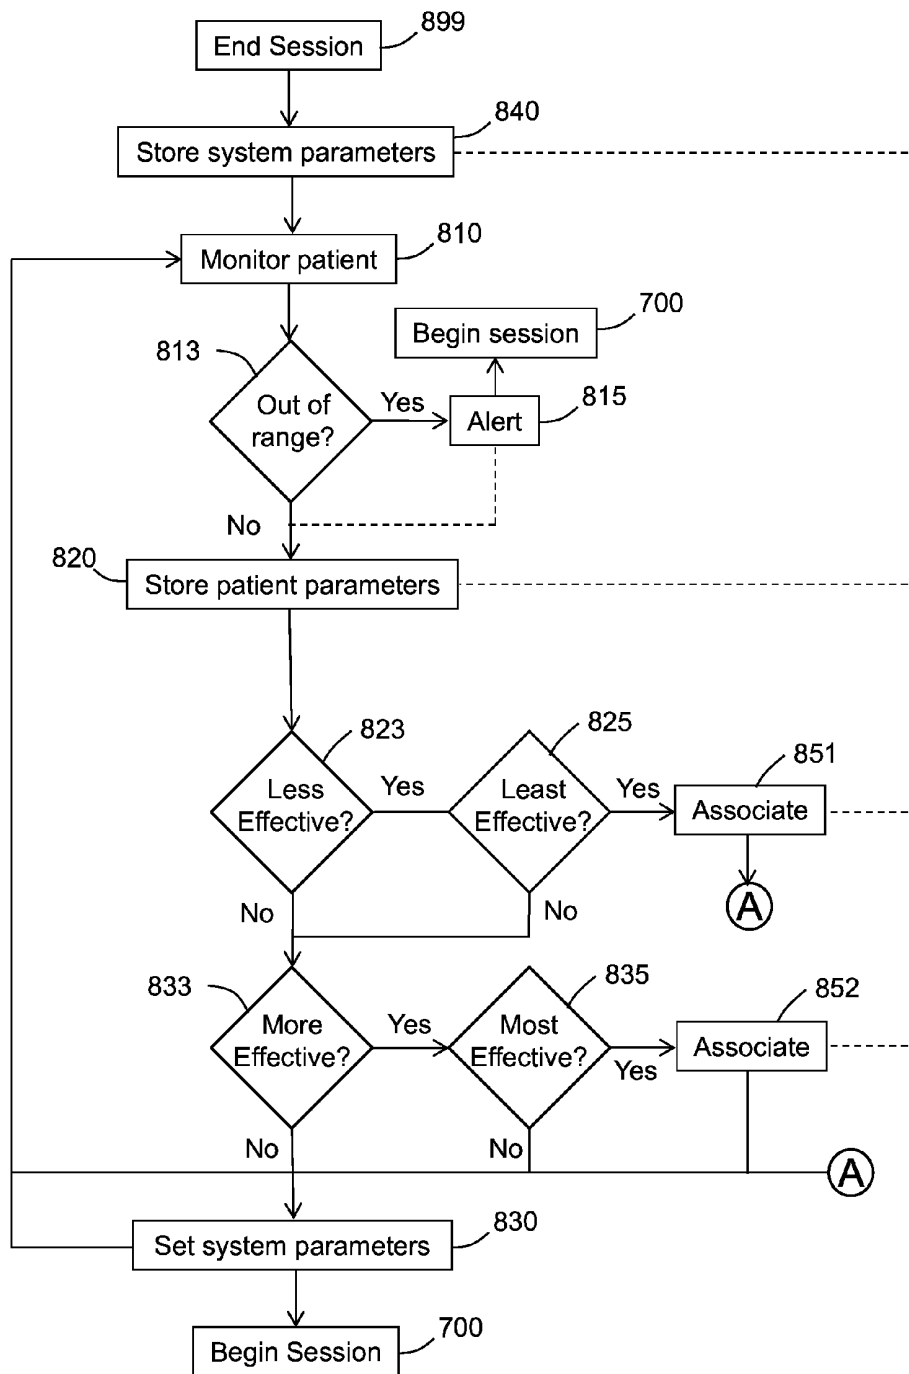 899
End Session
840
Store system parameters
810
Monitor patient
700
Begin session
813
Out of
range?
Yes
815
Alert
No
820
Store patient parameters
823
Less
Effective?
Yes
825
Least
Effective?
Yes
851
Associate
No
No
A
833
More
Effective?
Yes
835
Most
Effective?
Yes
852
Associate
No
No
A
830
Set system parameters
700
Begin Session